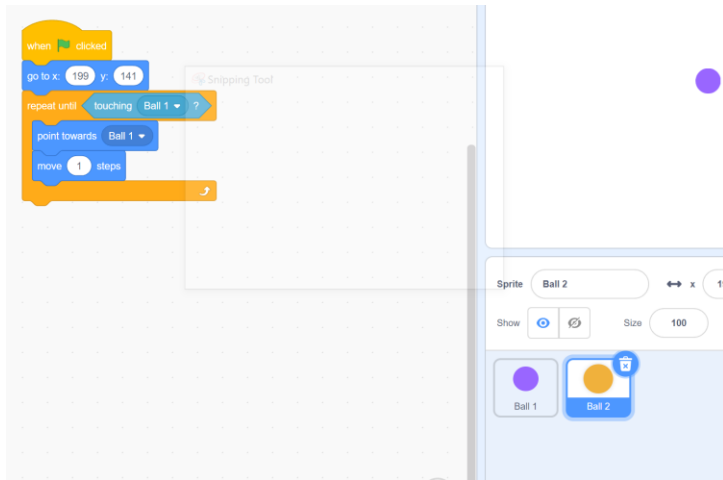 when clicked
go to x: 199 y: 141
Snipping Tool
repeat until touching Ball 1 ?
point towards Ball 1
move 1 steps
Sprite Ball 2 x
Show Size 100
Ball 1 Ball 2